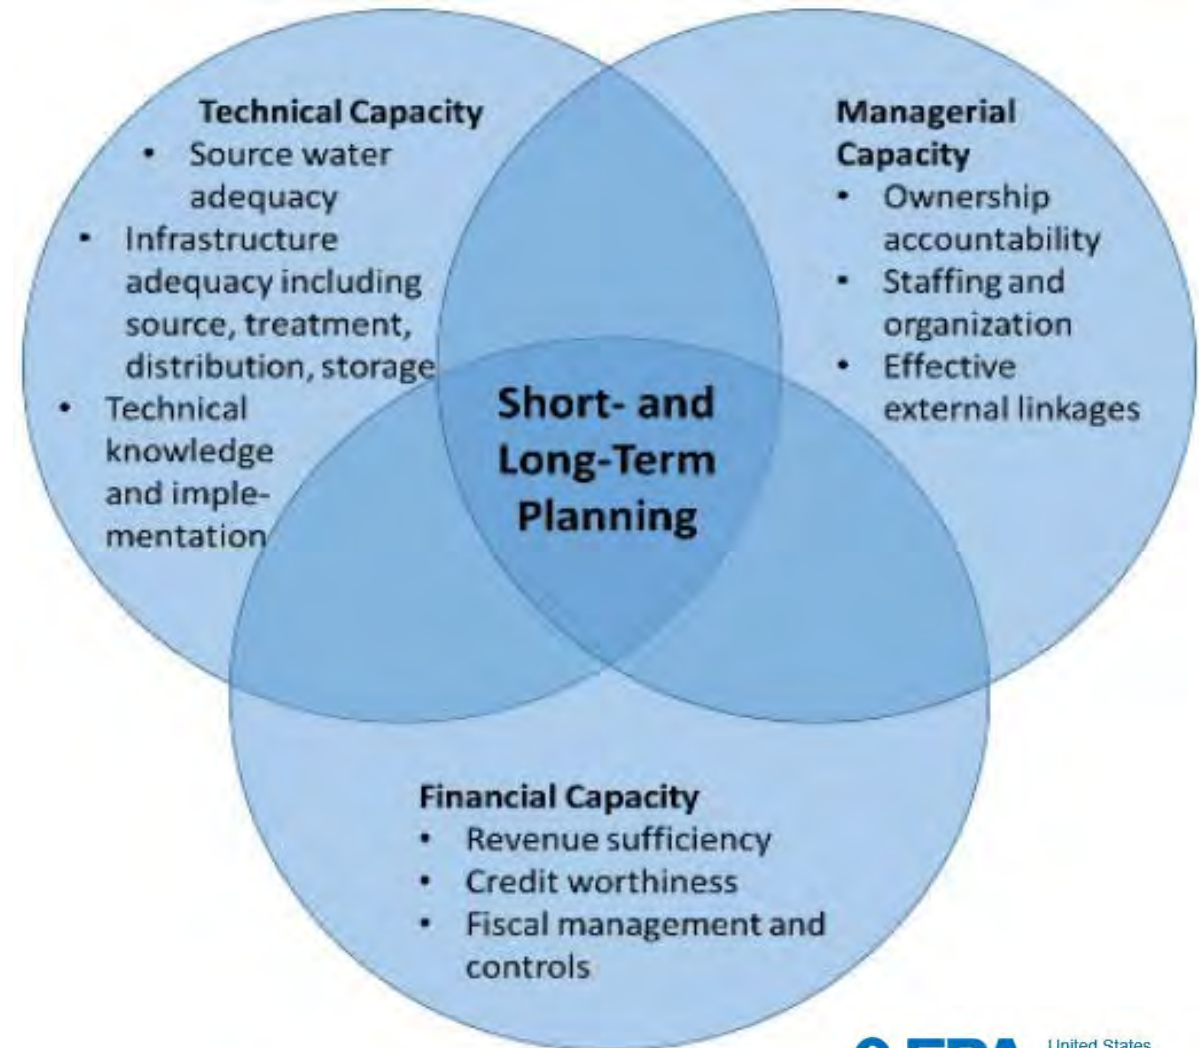 Technical Capacity
• Source water
adequacy
• Infrastructure
adequacy including
source, treatment,
distribution, storage
• Technical
knowledge
and imple-
mentation
Managerial
Capacity
• Ownership
accountability
• Staffing and
organization
• Effective
external linkages
Short- and
Long-Term
Planning
Financial Capacity
• Revenue sufficiency
• Credit worthiness
• Fiscal management and
controls
EPA
United States